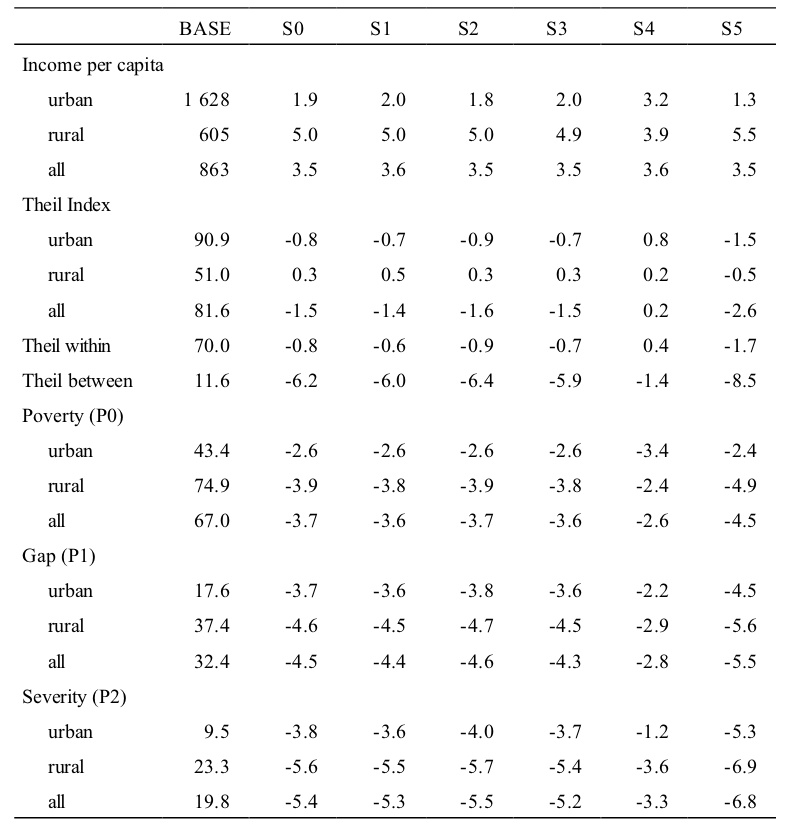 BASE S0 S1 S2 S3 S4 S5
Income per capita
urban 1 628 1.9 2.0 1.8 2.0 3.2 1.3
rural 605 5.0 5.0 5.0 4.9 3.9 5.5
all 863 3.5 3.6 3.5 3.5 3.6 3.5
Theil Index
urban 90.9 -0.8 -0.7 -0.9 -0.7 0.8 -1.5
rural 51.0 0.3 0.5 0.3 0.3 0.2 -0.5
all 81.6 -1.5 -1.4 -1.6 -1.5 0.2 -2.6
Theil within 70.0 -0.8 -0.6 -0.9 -0.7 0.4 -1.7
Theil between 11.6 -6.2 -6.0 -6.4 -5.9 -1.4 -8.5
Poverty (P0)
urban 43.4 -2.6 -2.6 -2.6 -2.6 -3.4 -2.4
rural 74.9 -3.9 -3.8 -3.9 -3.8 -2.4 -4.9
all 67.0 -3.7 -3.6 -3.7 -3.6 -2.6 -4.5
Gap (P1)
urban 17.6 -3.7 -3.6 -3.8 -3.6 -2.2 -4.5
rural 37.4 -4.6 -4.5 -4.7 -4.5 -2.9 -5.6
all 32.4 -4.5 -4.4 -4.6 -4.3 -2.8 -5.5
Severity (P2)
urban 9.5 -3.8 -3.6 -4.0 -3.7 -1.2 -5.3
rural 23.3 -5.6 -5.5 -5.7 -5.4 -3.6 -6.9
all 19.8 -5.4 -5.3 -5.5 -5.2 -3.3 -6.8